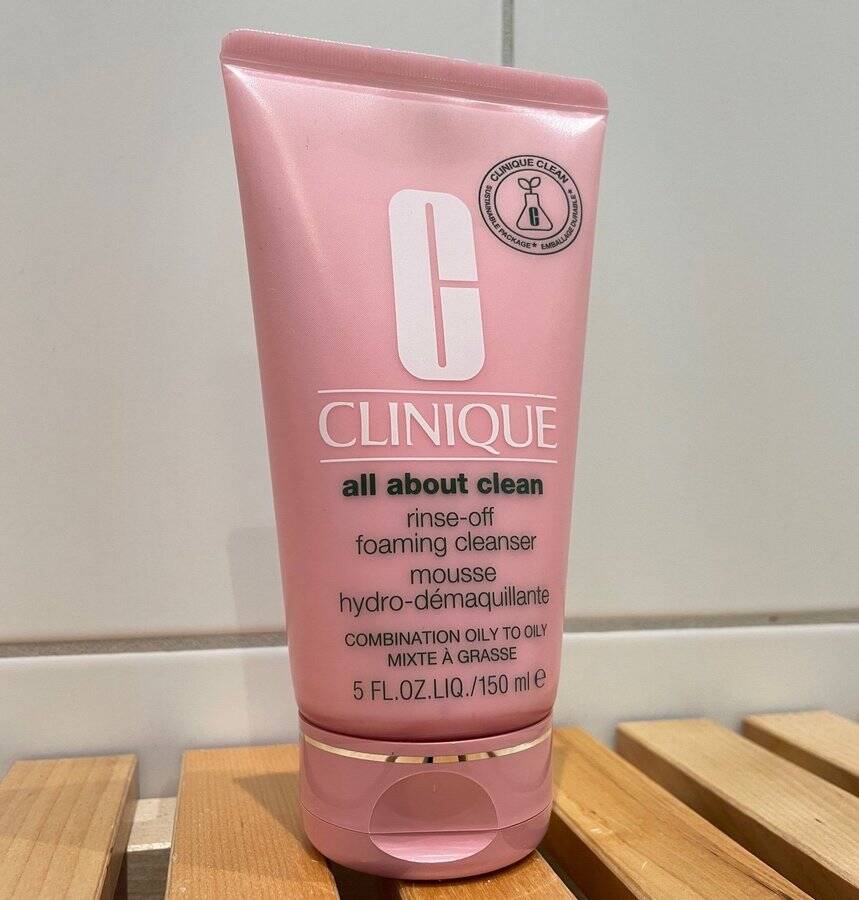 CLINIQUE CLEAN
SUSTAINABLE PACKAGE* EMBALLAGE DURABLE*
C
C
CLINIQUE
all about clean
rinse-off
foaming cleanser
mousse
hydro-démaquillante
COMBINATION OILY TO OILY
MIXTE À GRASSE
5 FL.OZ.LIQ./150 ml ℮